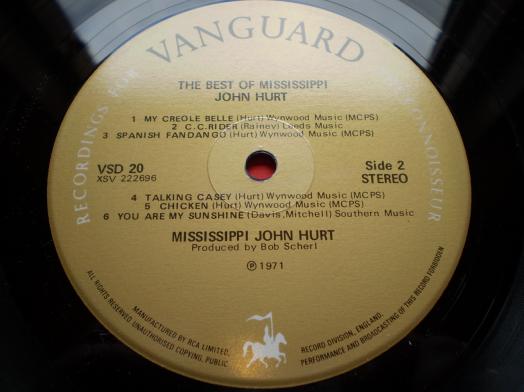 VANGUARD
RECORDINGS FOR
CONNOISSEUR
THE BEST OF MISSISSIPPI
JOHN HURT
1 MY CREOLE BELLE (Hurt) Wynwood Music (MCPS)
2 C.C.RIDER (Rainey) Leeds Music
3 SPANISH FANDANGO (Hurt) Wynwood Music (MCPS)
VSD 20
XSV 222696
Side 2
STEREO
4 TALKING CASEY (Hurt) Wynwood Music (MCPS)
5 CHICKEN (Hurt) Wynwood Music (MCPS)
6 YOU ARE MY SUNSHINE (Davis,Mitchell) Southern Music
MISSISSIPPI JOHN HURT
Produced by Bob Scherl
℗ 1971
MANUFACTURED BY RCA LIMITED, RECORD DIVISION, ENGLAND.
ALL RIGHTS RESERVED. UNAUTHORISED COPYING, PUBLIC PERFORMANCE AND BROADCASTING OF THIS RECORD FORBIDDEN